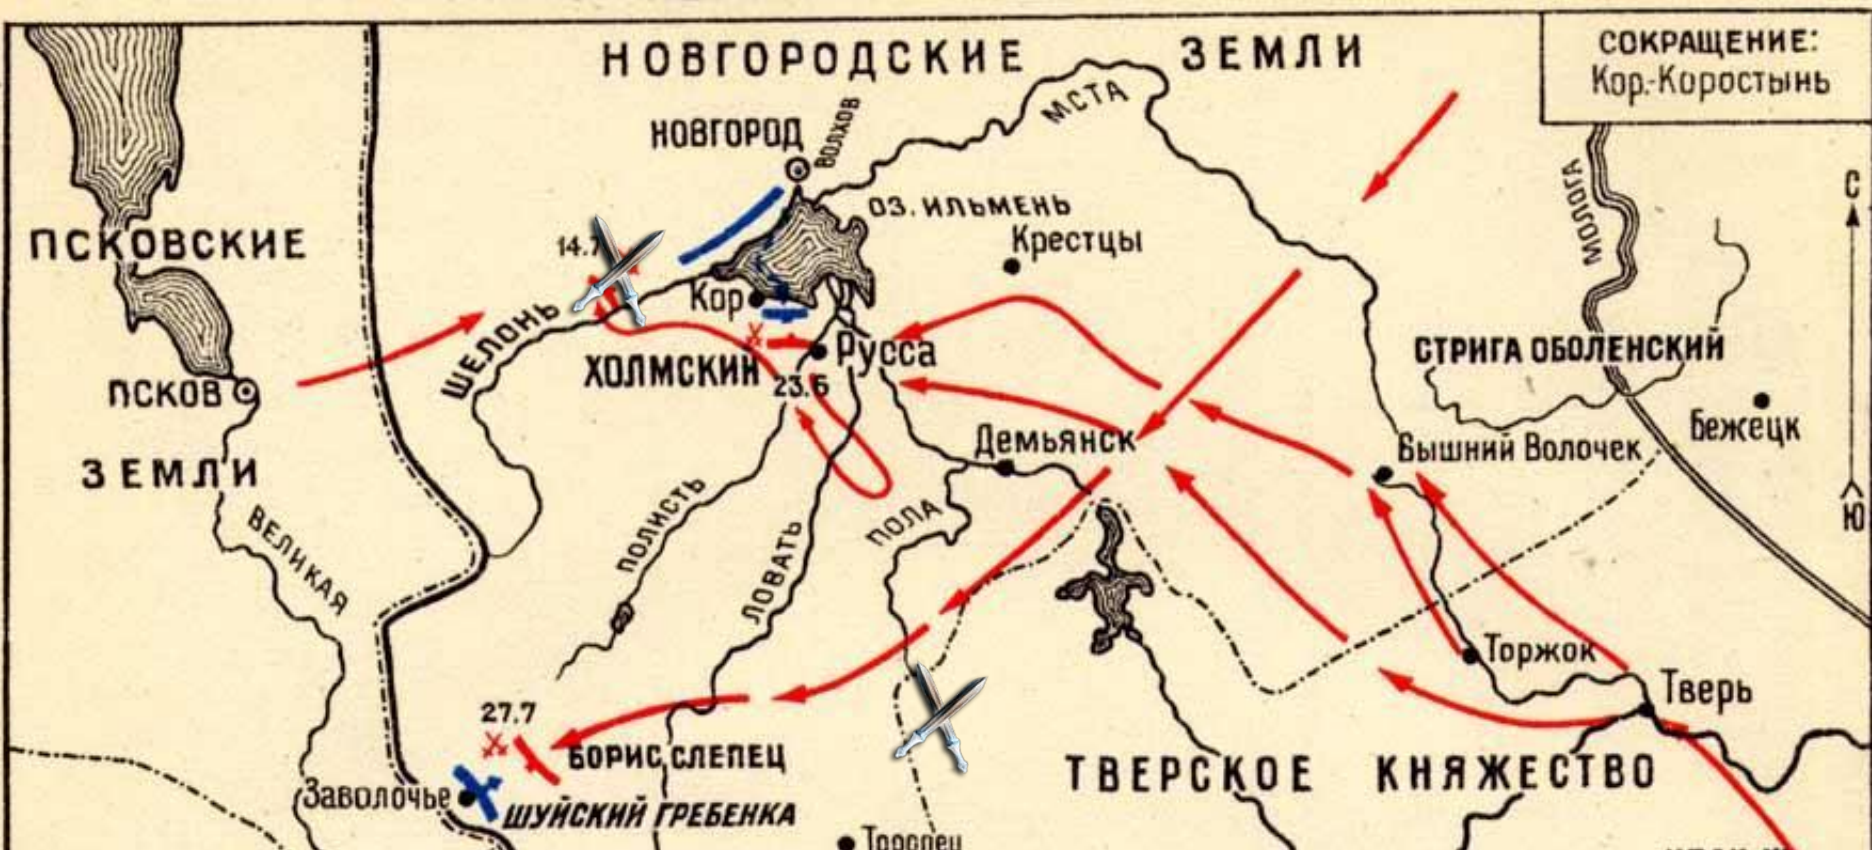 НОВГОРОДСКИЕ ЗЕМЛИ
СОКРАЩЕНИЕ:
Кор.-Коростынь
МСТА
НОВГОРОД
ВОЛХОВ
МОЛОГА
С
ОЗ. ИЛЬМЕНЬ
ПСКОВСКИЕ
14.7
Крестцы
Кор
ШЕЛОНЬ
Русса
СТРИГА ОБОЛЕНСКИЙ
ХОЛМСКИЙ
23.6
ПСКОВ
Бежецк
Демьянск
Вышний Волочек
ЗЕМЛИ
Ю
ПОЛА
ПОЛИСТЬ
ВЕЛИКАЯ
ЛОВАТЬ
Торжок
Тверь
27.7
БОРИС СЛЕПЕЦ
ТВЕРСКОЕ КНЯЖЕСТВО
Заволочье
ШУЙСКИЙ ГРЕБЕНКА